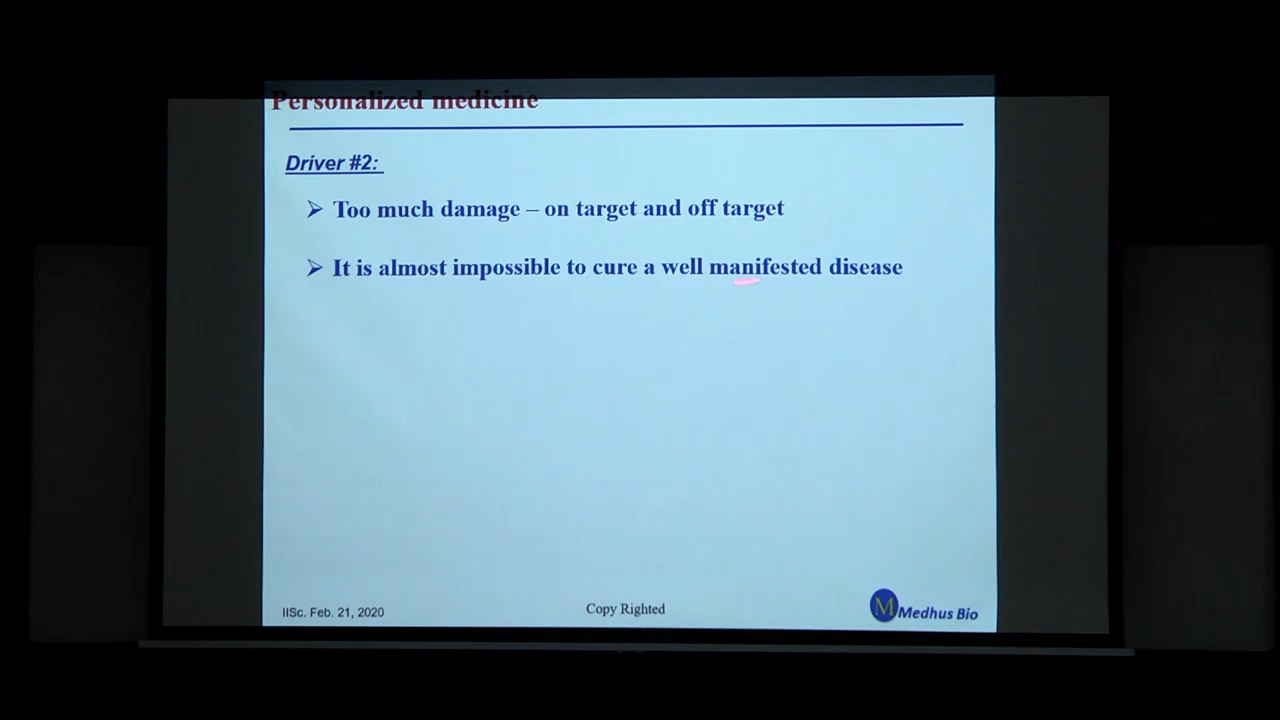 Personalized medicine
Driver #2:
➢ Too much damage – on target and off target
➢ It is almost impossible to cure a well manifested disease
IISc. Feb. 21, 2020
Copy Righted
M Medhus Bio